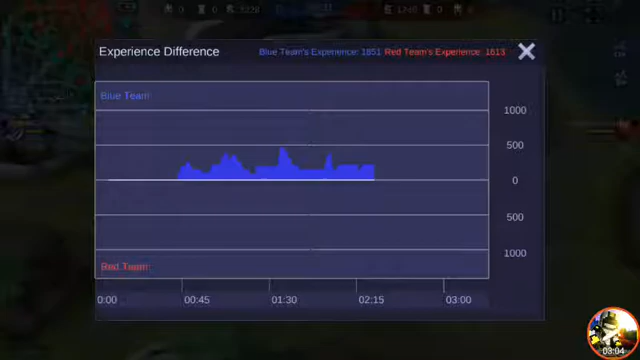 Experience Difference
Blue Team's Experience: 1851 Red Team's Experience: 1613
Blue Team:
1000
500
0
500
1000
Red Team:
0:00 00:45 01:30 02:15 03:00
03:04